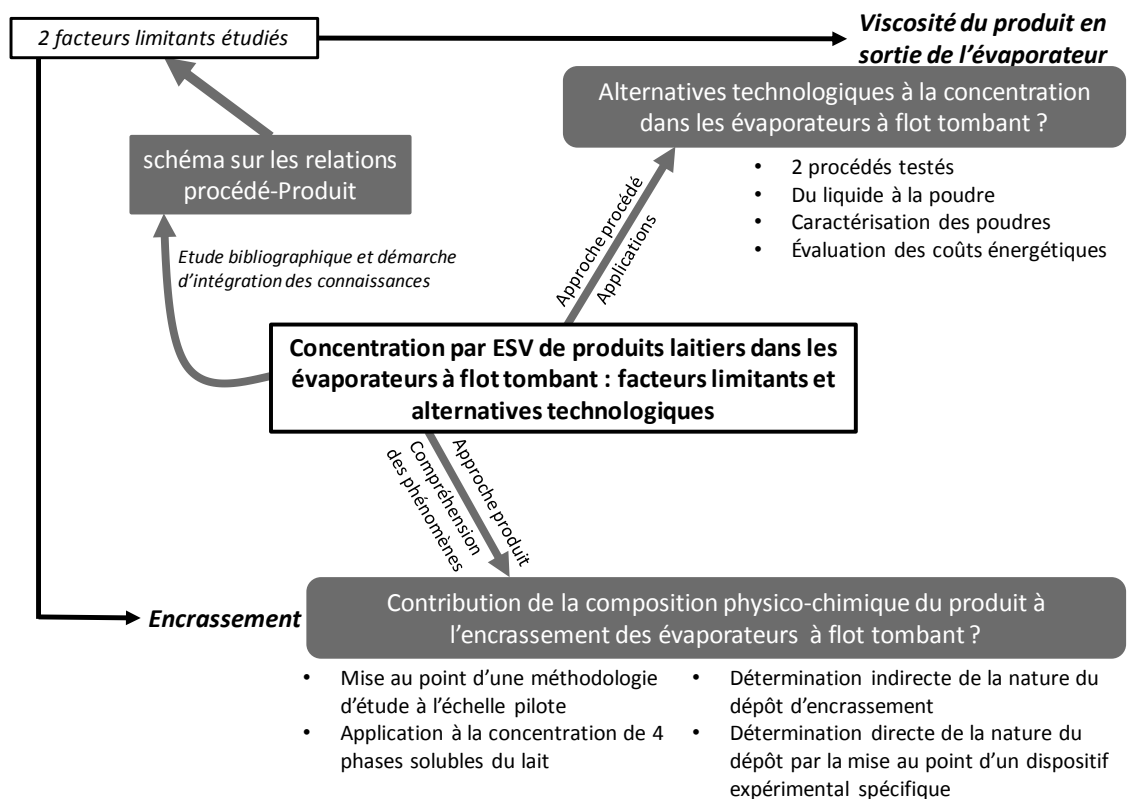 2 facteurs limitants étudiés
Viscosité du produit en
sortie de l'évaporateur
Alternatives technologiques à la concentration
dans les évaporateurs à flot tombant ?
• 2 procédés testés
• Du liquide à la poudre
• Caractérisation des poudres
• Évaluation des coûts énergétiques
schéma sur les relations
procédé-Produit
Etude bibliographique et démarche
d'intégration des connaissances
Approche procédé
Applications
Concentration par ESV de produits laitiers dans les
évaporateurs à flot tombant : facteurs limitants et
alternatives technologiques
Approche produit
Compréhension
des phénomènes
Encrassement
Contribution de la composition physico-chimique du produit à
l'encrassement des évaporateurs à flot tombant ?
• Mise au point d'une méthodologie
d'étude à l'échelle pilote
• Application à la concentration de 4
phases solubles du lait
• Détermination indirecte de la nature du
dépôt d'encrassement
• Détermination directe de la nature du
dépôt par la mise au point d'un dispositif
expérimental spécifique